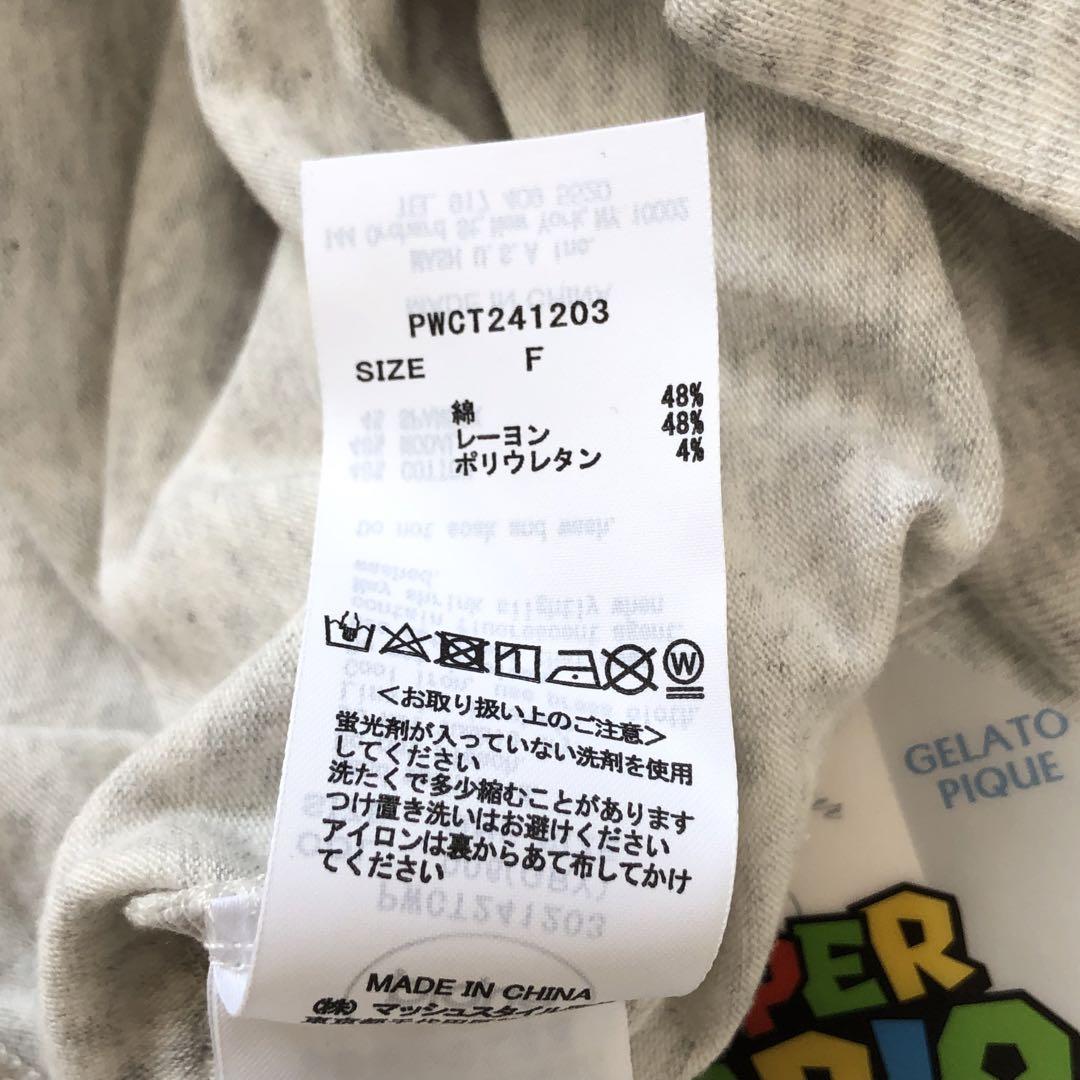 PWCT241203
SIZE F
綿 48%
レーヨン 48%
ポリウレタン 4%
<お取り扱い上のご注意>
蛍光剤が入っていない洗剤を使用
してください
洗たくで多少縮むことがあります
つけ置き洗いはお避けください
アイロンは裏からあて布してかけ
てください
MADE IN CHINA
(株)マッシュスタイル
GELATO
PIQUE